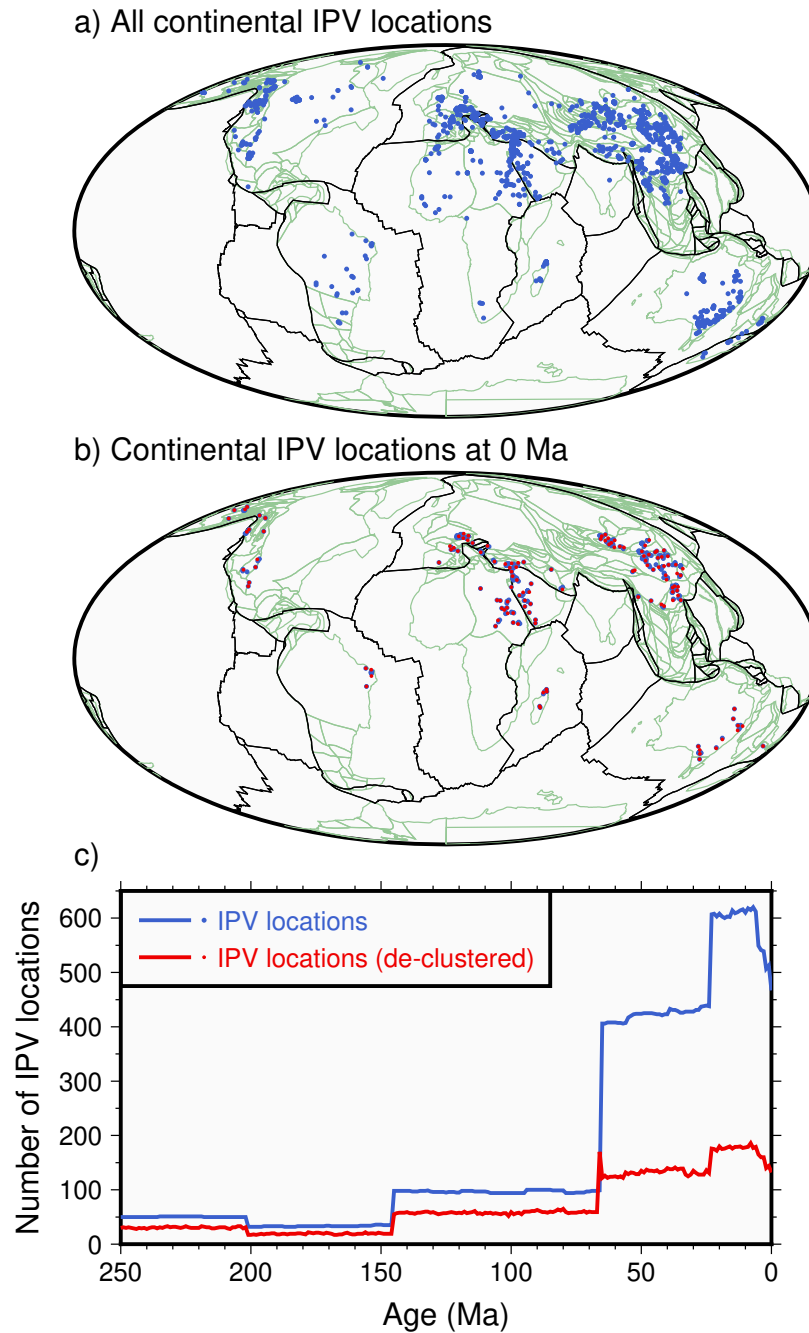 a) All continental IPV locations
b) Continental IPV locations at 0 Ma
c)
Number of IPV locations
600
500
400
300
200
100
0
IPV locations
IPV locations (de-clustered)
250 200 150 100 50 0
Age (Ma)